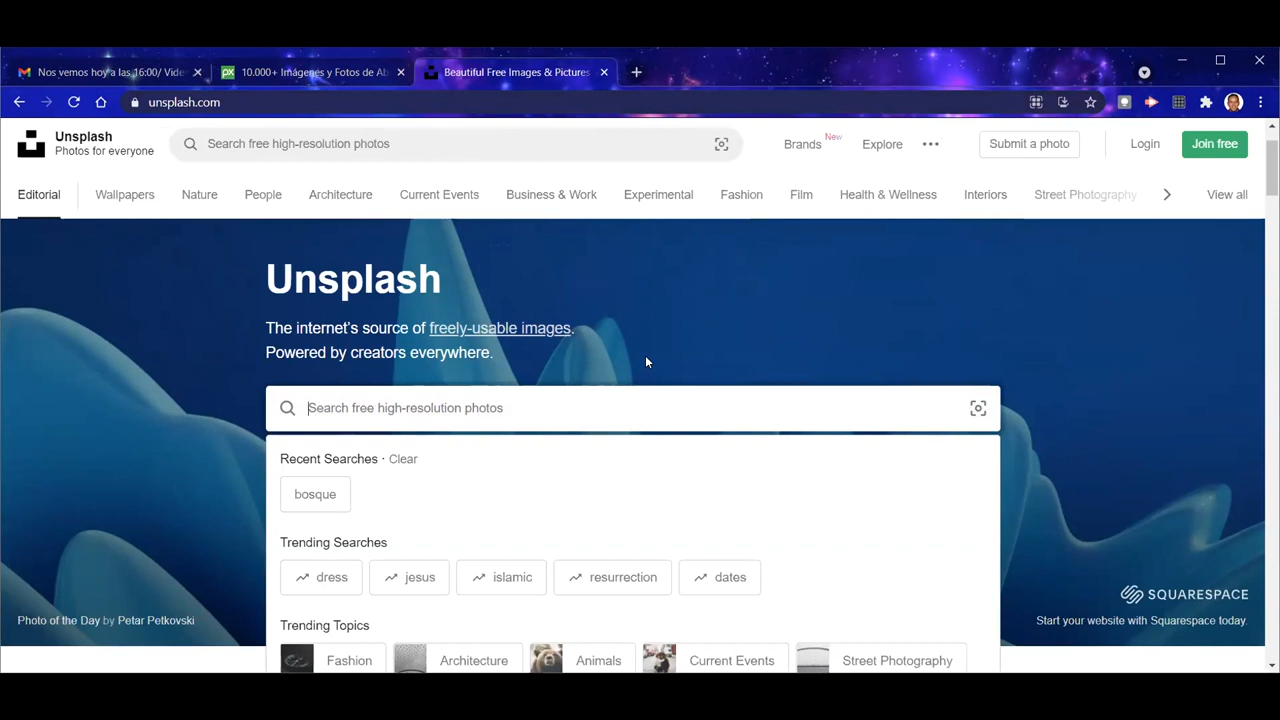 Nos vemos hoy a las 16:00/ Vide
10.000+ Imágenes y Fotos de Ab
Beautiful Free Images & Pictures
unsplash.com
Unsplash
Photos for everyone
Search free high-resolution photos
Brands
New
Explore
Submit a photo
Login
Join free
Editorial
Wallpapers
Nature
People
Architecture
Current Events
Business & Work
Experimental
Fashion
Film
Health & Wellness
Interiors
Street Photography
View all
Unsplash
The internet's source of freely-usable images.
Powered by creators everywhere.
Search free high-resolution photos
Recent Searches · Clear
bosque
Trending Searches
dress
jesus
islamic
resurrection
dates
Trending Topics
Fashion
Architecture
Animals
Current Events
Street Photography
Photo of the Day by Petar Petkovski
SQUARESPACE
Start your website with Squarespace today.